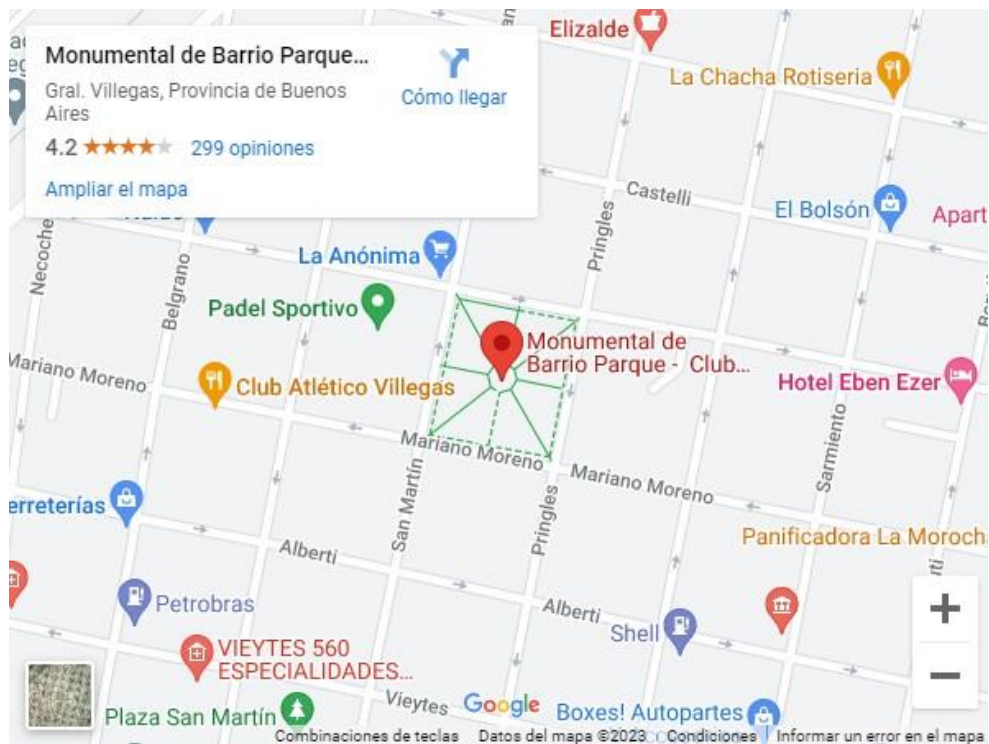 Elizalde
Monumental de Barrio Parque...
Gral. Villegas, Provincia de Buenos
Aires
Cómo llegar
4.2
299 opiniones
Ampliar el mapa
La Chacha Rotiseria
Castelli
El Bolsón
Apart
Necochea
Belgrano
La Anónima
Pringles
Padel Sportivo
Monumental de
Barrio Parque - Club...
Mariano Moreno
Club Atlético Villegas
Hotel Eben Ezer
Mariano Moreno
Mariano Moreno
Sarmiento
erreterías
San Martín
Pringles
Panificadora La Moroch
Alberti
Petrobras
Alberti
Shell
VIEYTES 560
ESPECIALIDADES...
Vieytes
Plaza San Martín
Google
Boxes! Autopartes
Combinaciones de teclas
Datos del mapa ©2023
Condiciones
Informar un error en el mapa